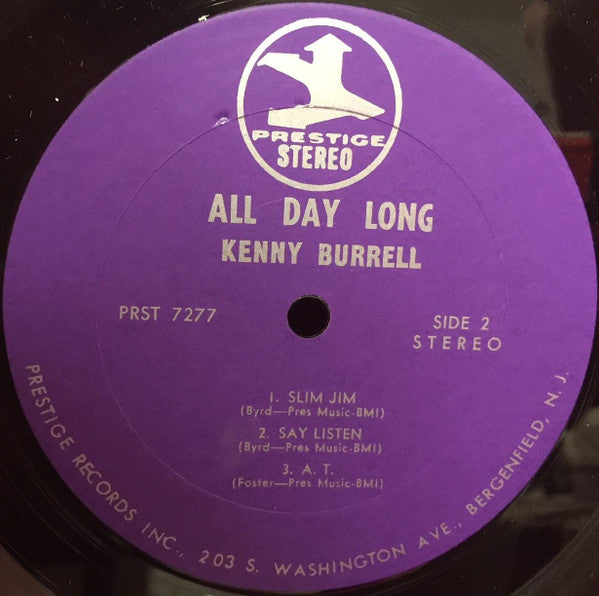 PRESTIGE
STEREO
ALL DAY LONG
KENNY BURRELL
PRST 7277
SIDE 2
STEREO
1. SLIM JIM
(Byrd—Pres Music-BMI)
2. SAY LISTEN
(Byrd—Pres Music-BMI)
3. A. T.
(Foster—Pres Music-BMI)
PRESTIGE RECORDS INC., 203 S. WASHINGTON AVE., BERGENFIELD, N. J.